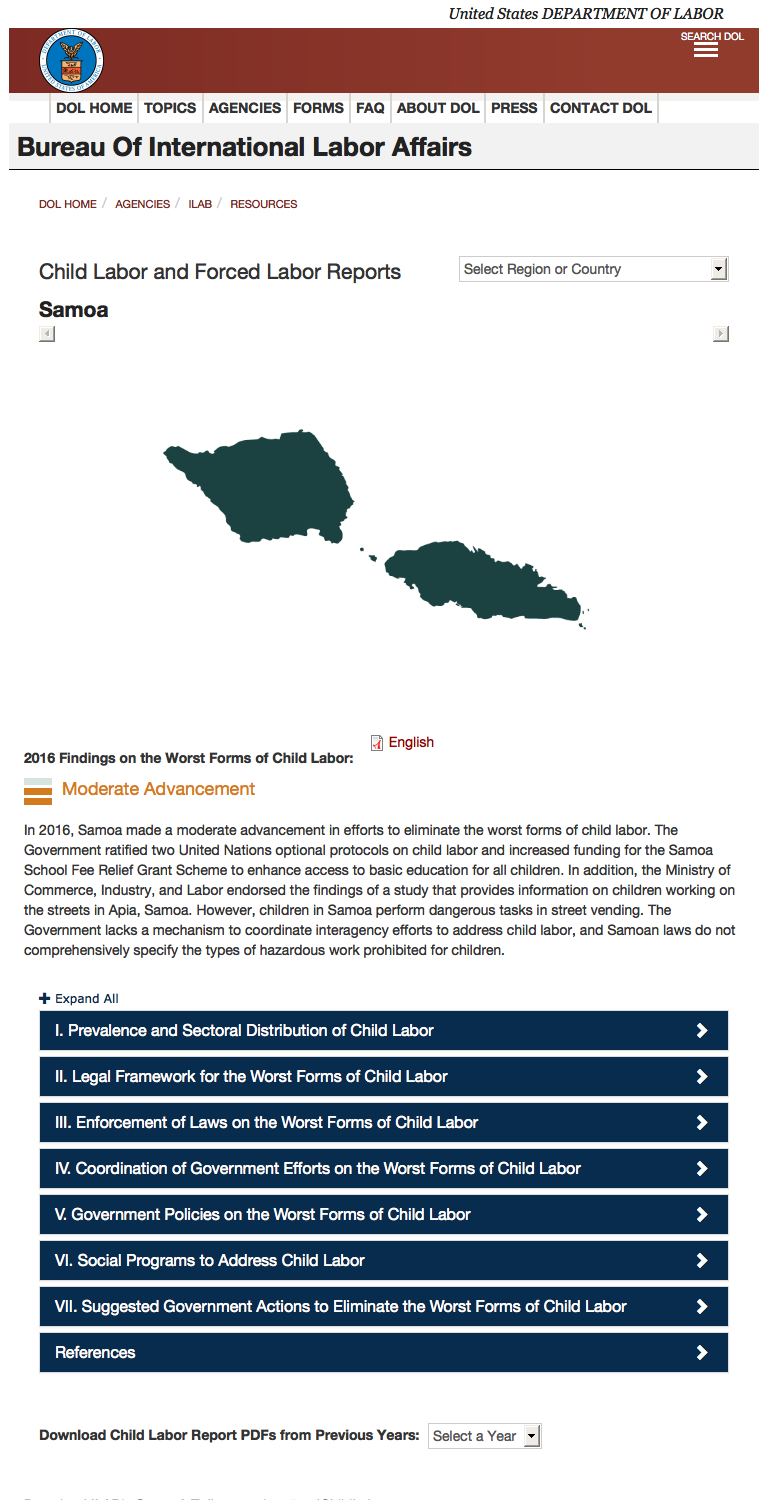 United States DEPARTMENT OF LABOR
SEARCH DOL
DOL HOME TOPICS AGENCIES FORMS FAQ ABOUT DOL PRESS CONTACT DOL
Bureau Of International Labor Affairs
DOL HOME / AGENCIES / ILAB / RESOURCES
Child Labor and Forced Labor Reports
Select Region or Country
Samoa
English
2016 Findings on the Worst Forms of Child Labor:
Moderate Advancement
In 2016, Samoa made a moderate advancement in efforts to eliminate the worst forms of child labor. The
Government ratified two United Nations optional protocols on child labor and increased funding for the Samoa
School Fee Relief Grant Scheme to enhance access to basic education for all children. In addition, the Ministry of
Commerce, Industry, and Labor endorsed the findings of a study that provides information on children working on
the streets in Apia, Samoa. However, children in Samoa perform dangerous tasks in street vending. The
Government lacks a mechanism to coordinate interagency efforts to address child labor, and Samoan laws do not
comprehensively specify the types of hazardous work prohibited for children.
Expand All
I. Prevalence and Sectoral Distribution of Child Labor
II. Legal Framework for the Worst Forms of Child Labor
III. Enforcement of Laws on the Worst Forms of Child Labor
IV. Coordination of Government Efforts on the Worst Forms of Child Labor
V. Government Policies on the Worst Forms of Child Labor
VI. Social Programs to Address Child Labor
VII. Suggested Government Actions to Eliminate the Worst Forms of Child Labor
References
Download Child Labor Report PDFs from Previous Years:
Select a Year